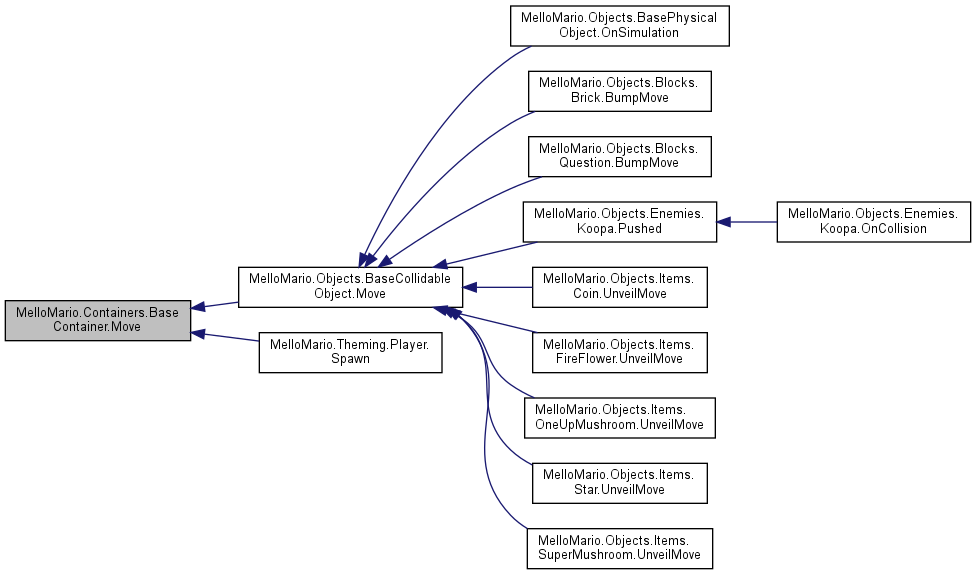 MelloMario.Objects.BasePhysical
Object.OnSimulation
MelloMario.Objects.Blocks.
Brick.BumpMove
MelloMario.Objects.Blocks.
Question.BumpMove
MelloMario.Objects.Enemies.
Koopa.Pushed
MelloMario.Objects.Enemies.
Koopa.OnCollision
MelloMario.Objects.BaseCollidable
Object.Move
MelloMario.Objects.Items.
Coin.UnveilMove
MelloMario.Containers.Base
Container.Move
MelloMario.Theming.Player.
Spawn
MelloMario.Objects.Items.
FireFlower.UnveilMove
MelloMario.Objects.Items.
OneUpMushroom.UnveilMove
MelloMario.Objects.Items.
Star.UnveilMove
MelloMario.Objects.Items.
SuperMushroom.UnveilMove